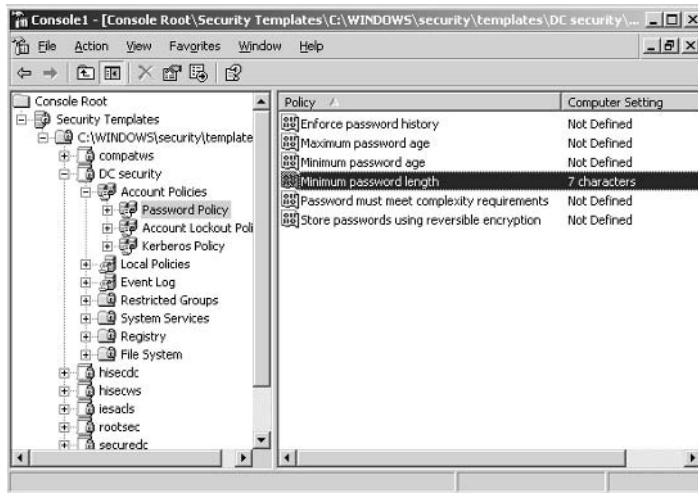 Console1 - [Console Root\Security Templates\C:\WINDOWS\security\templates\DC security\...
File Action View Favorites Window Help
Console Root
Security Templates
C:\WINDOWS\security\template
compatws
DC security
Account Policies
Password Policy
Account Lockout Poli
Kerberos Policy
Local Policies
Event Log
Restricted Groups
System Services
Registry
File System
hisecdc
hisecws
iesacls
rootsec
securedc
Policy Computer Setting
Enforce password history Not Defined
Maximum password age Not Defined
Minimum password age Not Defined
Minimum password length 7 characters
Password must meet complexity requirements Not Defined
Store passwords using reversible encryption Not Defined